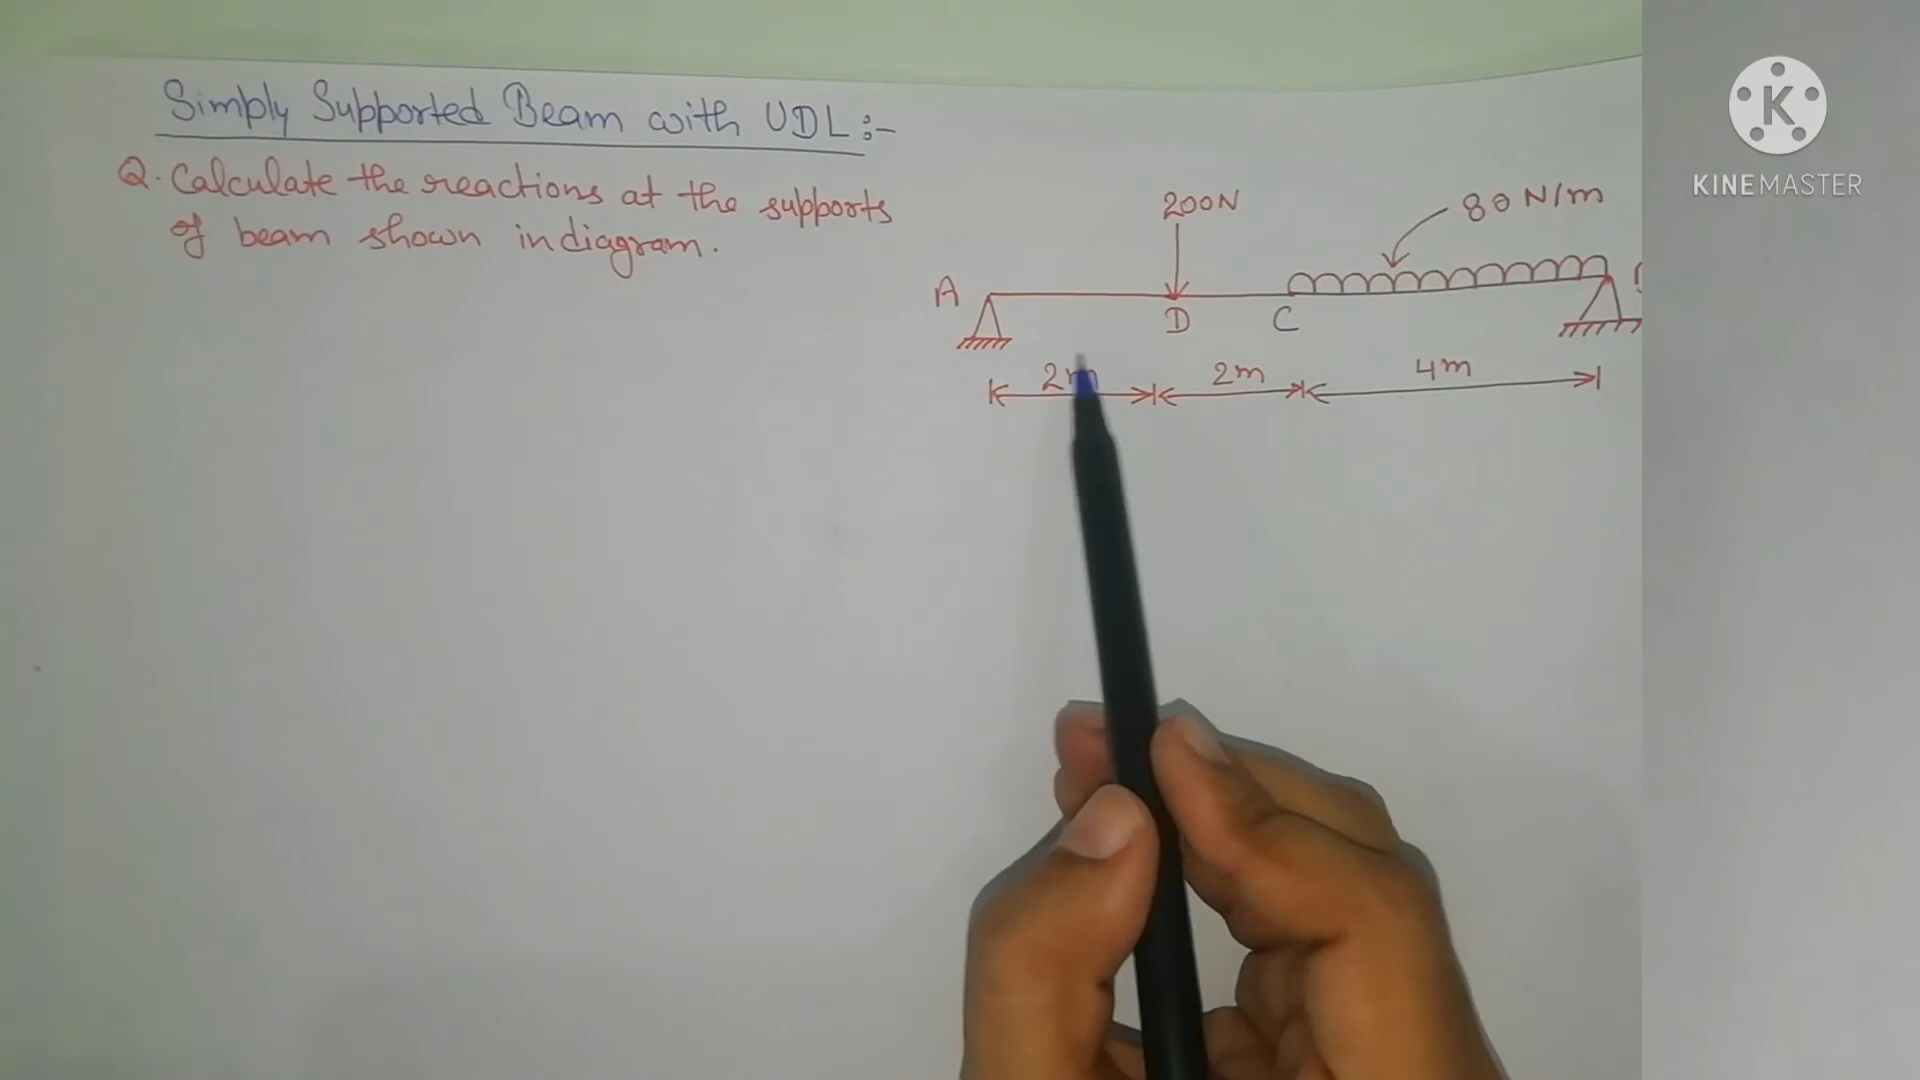 Simply Supported Beam with UDL:-
Q. Calculate the reactions at the supports
of beam shown in diagram.
200N
80 N/m
A
D
C
2m
2m
4m
K
KINEMASTER